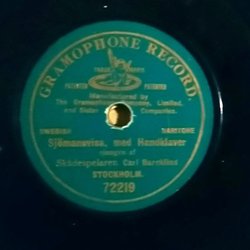 GRAMOPHONE RECORD
TRADE MARK
PATENTED PATENTED
Manufactured by
The Gramophone Company, Limited,
and Sister Companies.
SWEDISH BARITONE
Sjömansvisa, med Handklaver
sjungen af
Skådespelaren Carl Barcklind
STOCKHOLM.
72219